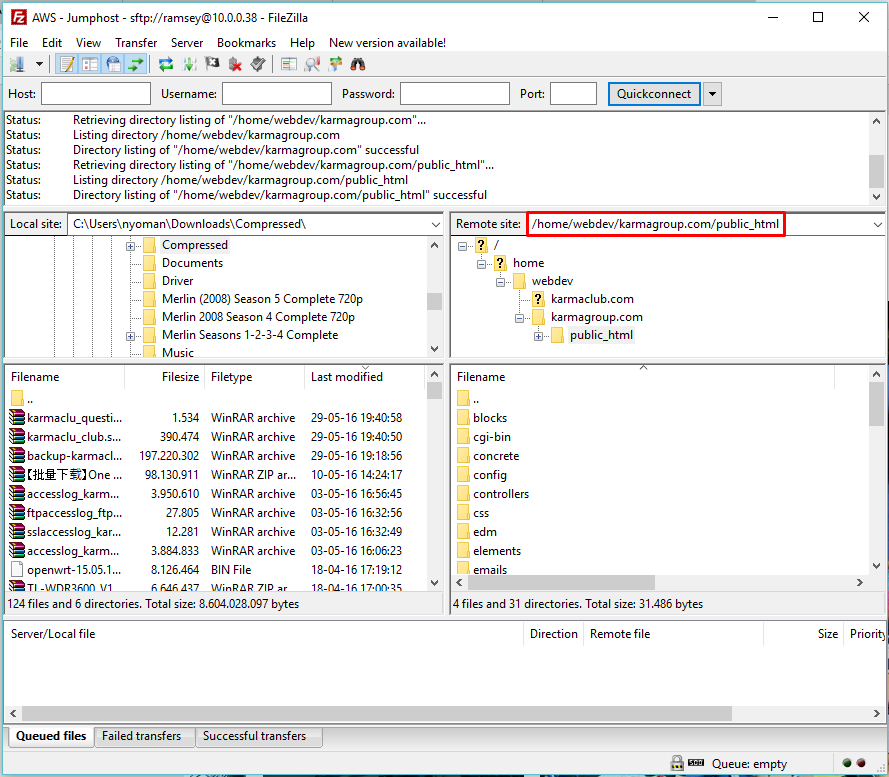 AWS - Jumphost - sftp://ramsey@10.0.0.38 - FileZilla
File Edit View Transfer Server Bookmarks Help New version available!
Host: Username: Password: Port: Quickconnect
Status: Retrieving directory listing of "/home/webdev/karmagroup.com"...
Status: Listing directory /home/webdev/karmagroup.com
Status: Directory listing of "/home/webdev/karmagroup.com" successful
Status: Retrieving directory listing of "/home/webdev/karmagroup.com/public_html"...
Status: Listing directory /home/webdev/karmagroup.com/public_html
Status: Directory listing of "/home/webdev/karmagroup.com/public_html" successful
Local site: C:\Users\nyoman\Downloads\Compressed\
Compressed
Documents
Driver
Merlin (2008) Season 5 Complete 720p
Merlin 2008 Season 4 Complete 720p
Merlin Seasons 1-2-3-4 Complete
Music
Remote site: /home/webdev/karmagroup.com/public_html
/
home
webdev
karmaclub.com
karmagroup.com
public_html
Filename Filesize Filetype Last modified
..
karmaclu_questi... 1.534 WinRAR archive 29-05-16 19:40:58
karmaclu_club.s... 390.474 WinRAR archive 29-05-16 19:40:50
backup-karmacl... 197.220.302 WinRAR archive 29-05-16 19:18:56
【批量下载】One ... 98.130.911 WinRAR ZIP ar... 10-05-16 14:24:17
accesslog_karm... 3.950.610 WinRAR archive 03-05-16 16:56:45
ftpaccesslog_ftp... 27.805 WinRAR archive 03-05-16 16:32:56
sslaccesslog_kar... 12.281 WinRAR archive 03-05-16 16:32:49
accesslog_karm... 3.884.833 WinRAR archive 03-05-16 16:06:23
openwrt-15.05.1... 8.126.464 BIN File 18-04-16 17:19:12
TL-WDR3600_V1... 6.646.437 WinRAR ZIP ar... 18-04-16 17:00:35
124 files and 6 directories. Total size: 8.604.028.097 bytes
Filename
..
blocks
cgi-bin
concrete
config
controllers
css
edm
elements
emails
4 files and 31 directories. Total size: 31.486 bytes
Server/Local file Direction Remote file Size Priority
Queued files Failed transfers Successful transfers
Queue: empty